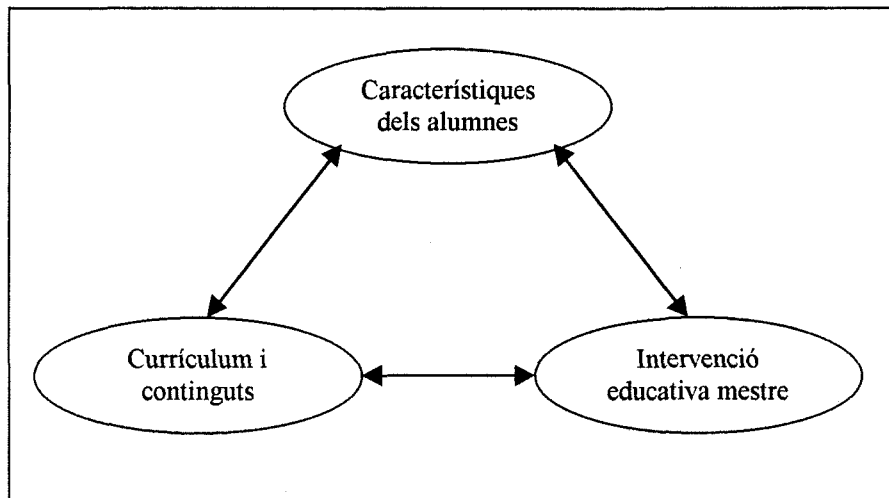 Característiques
dels alumnes
Currículum i
continguts
Intervenció
educativa mestre